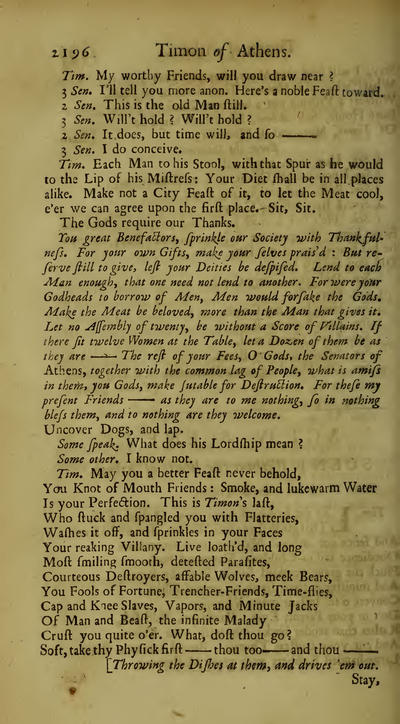 2196 Timon of Athens.
Tim. My worthy Friends, will you draw near ?
3 Sen. I'll tell you more anon. Here's a noble Feaſt toward.
2 Sen. This is the old Man ſtill.
3 Sen. Will't hold ? Will't hold ?
2 Sen. It does, but time will, and ſo ——
3 Sen. I do conceive.
Tim. Each Man to his Stool, with that Spur as he would
to the Lip of his Miſtreſs: Your Diet ſhall be in all places
alike. Make not a City Feaſt of it, to let the Meat cool,
e'er we can agree upon the firſt place. Sit, Sit.
The Gods require our Thanks.
You great Benefactors, ſprinkle our Society with Thankful-
neſs. For your own Gifts, make your ſelves prais'd : But re-
ſerve ſtill to give, leſt your Deities be deſpiſed. Lend to each
Man enough, that one need not lend to another. For were your
Godheads to borrow of Men, Men would forſake the Gods.
Make the Meat be beloved, more than the Man that gives it.
Let no Aſſembly of twenty, be without a Score of Villains. If
there ſit twelve Women at the Table, let a Dozen of them be as
they are —— The reſt of your Fees, O Gods, the Senators of
Athens, together with the common lag of People, what is amiſs
in them, you Gods, make ſutable for Deſtruction. For theſe my
preſent Friends —— as they are to me nothing, ſo in nothing
bleſs them, and to nothing are they welcome.
Uncover Dogs, and lap.
Some ſpeak. What does his Lordſhip mean ?
Some other. I know not.
Tim. May you a better Feaſt never behold,
You Knot of Mouth Friends: Smoke, and lukewarm Water
Is your Perfection. This is Timon's laſt,
Who ſtuck and ſpangled you with Flatteries,
Waſhes it off, and ſprinkles in your Faces
Your reaking Villany. Live loath'd, and long
Moſt ſmiling ſmooth, deteſted Paraſites,
Courteous Deſtroyers, affable Wolves, meek Bears,
You Fools of Fortune, Trencher-Friends, Time-flies,
Cap and Knee Slaves, Vapors, and Minute Jacks
Of Man and Beaſt, the infinite Malady
Cruſt you quite o'er. What, doſt thou go?
Soft, take thy Phyſick firſt —— thou too —— and thou ——
[Throwing the Diſhes at them, and drives 'em out.
Stay,